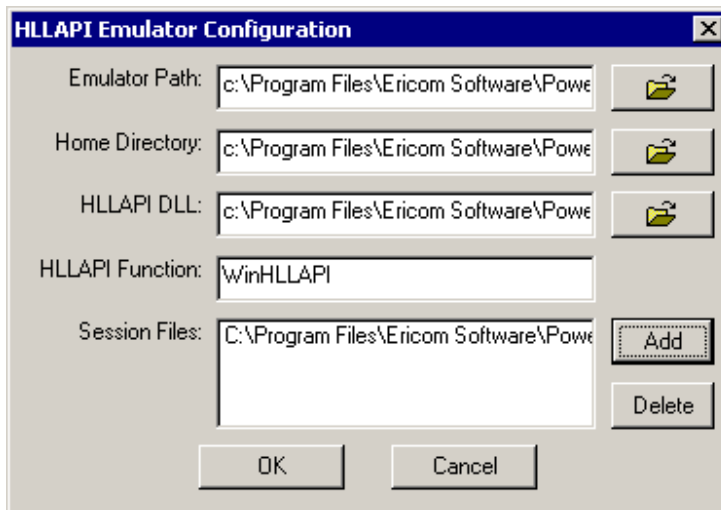 HLLAPI Emulator Configuration
Emulator Path: c:\Program Files\Ericom Software\Powe
Home Directory: c:\Program Files\Ericom Software\Powe
HLLAPI DLL: c:\Program Files\Ericom Software\Powe
HLLAPI Function: WinHLLAPI
Session Files: C:\Program Files\Ericom Software\Powe
Add
Delete
OK Cancel